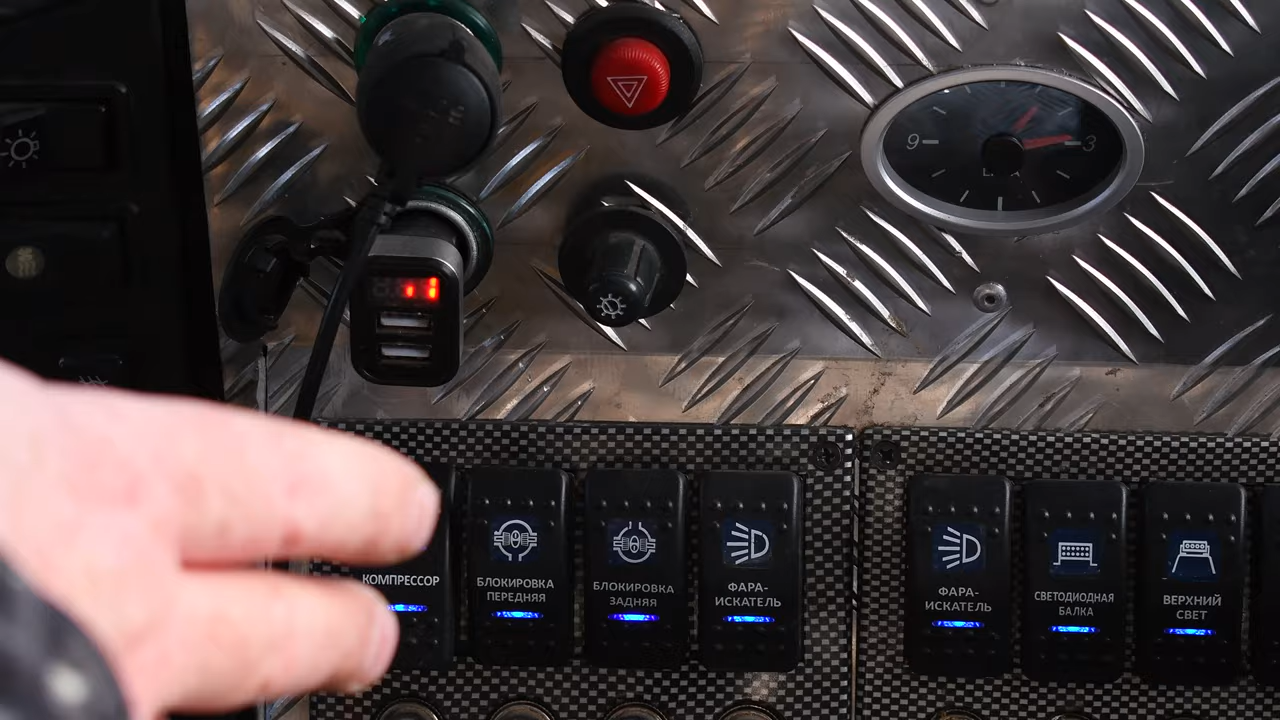 9
3
КОМПРЕССОР
БЛОКИРОВКА
ПЕРЕДНЯЯ
БЛОКИРОВКА
ЗАДНЯЯ
ФАРА-
ИСКАТЕЛЬ
ФАРА-
ИСКАТЕЛЬ
СВЕТОДИОДНАЯ
БАЛКА
ВЕРХНИЙ
СВЕТ